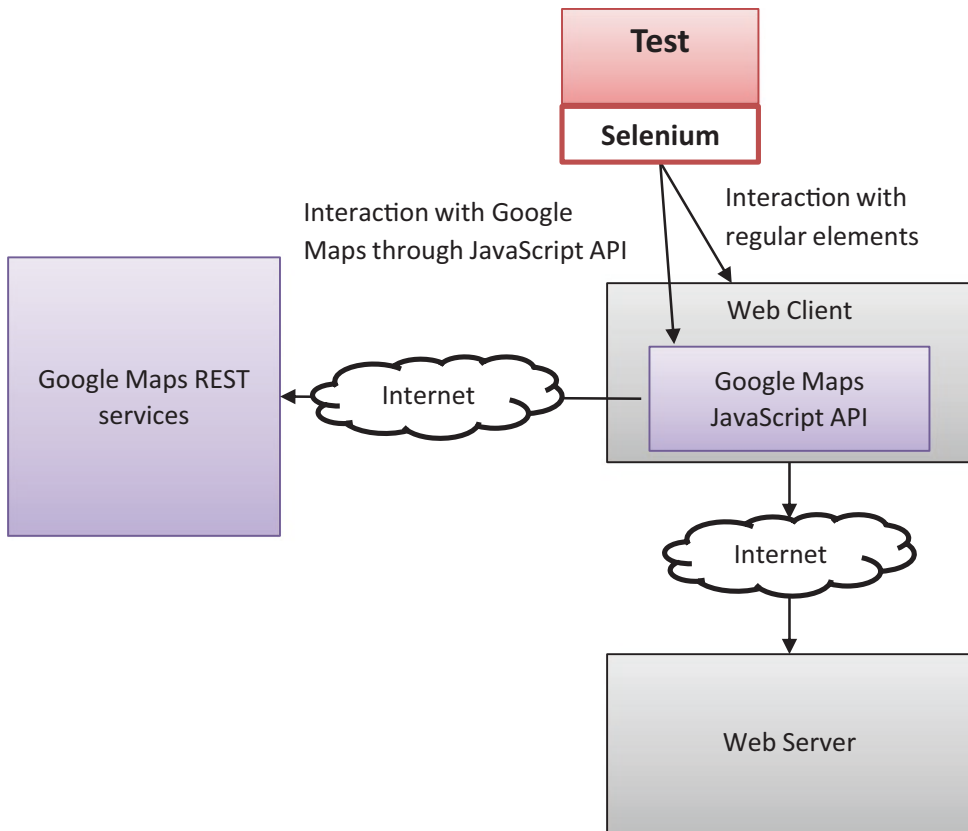 Test
Selenium
Interaction with Google
Maps through JavaScript API
Interaction with
regular elements
Web Client
Google Maps REST
services
Internet
Google Maps
JavaScript API
Internet
Web Server